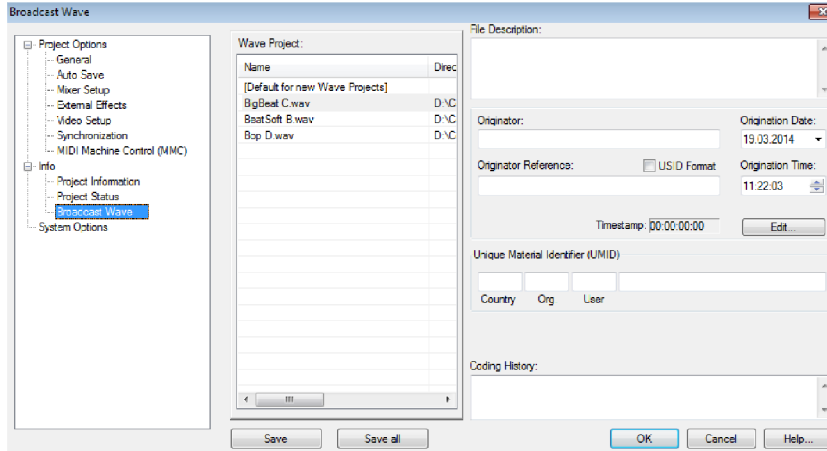 Broadcast Wave
Project Options
General
Auto Save
Mixer Setup
External Effects
Video Setup
Synchronization
MIDI Machine Control (MMC)
Info
Project Information
Project Status
Broadcast Wave
System Options
Wave Project:
Name Direc
[Default for new Wave Projects]
BigBeat C.wav D:\C
BeatSoft B.wav D:\C
Bop D.wav D:\C
Save Save all
File Description:
Originator: Origination Date:
19.03.2014
Originator Reference: USID Format Origination Time:
11:22:03
Timestamp: 00:00:00:00 Edit...
Unique Material Identifier (UMID)
Country Org User
Coding History:
OK Cancel Help...